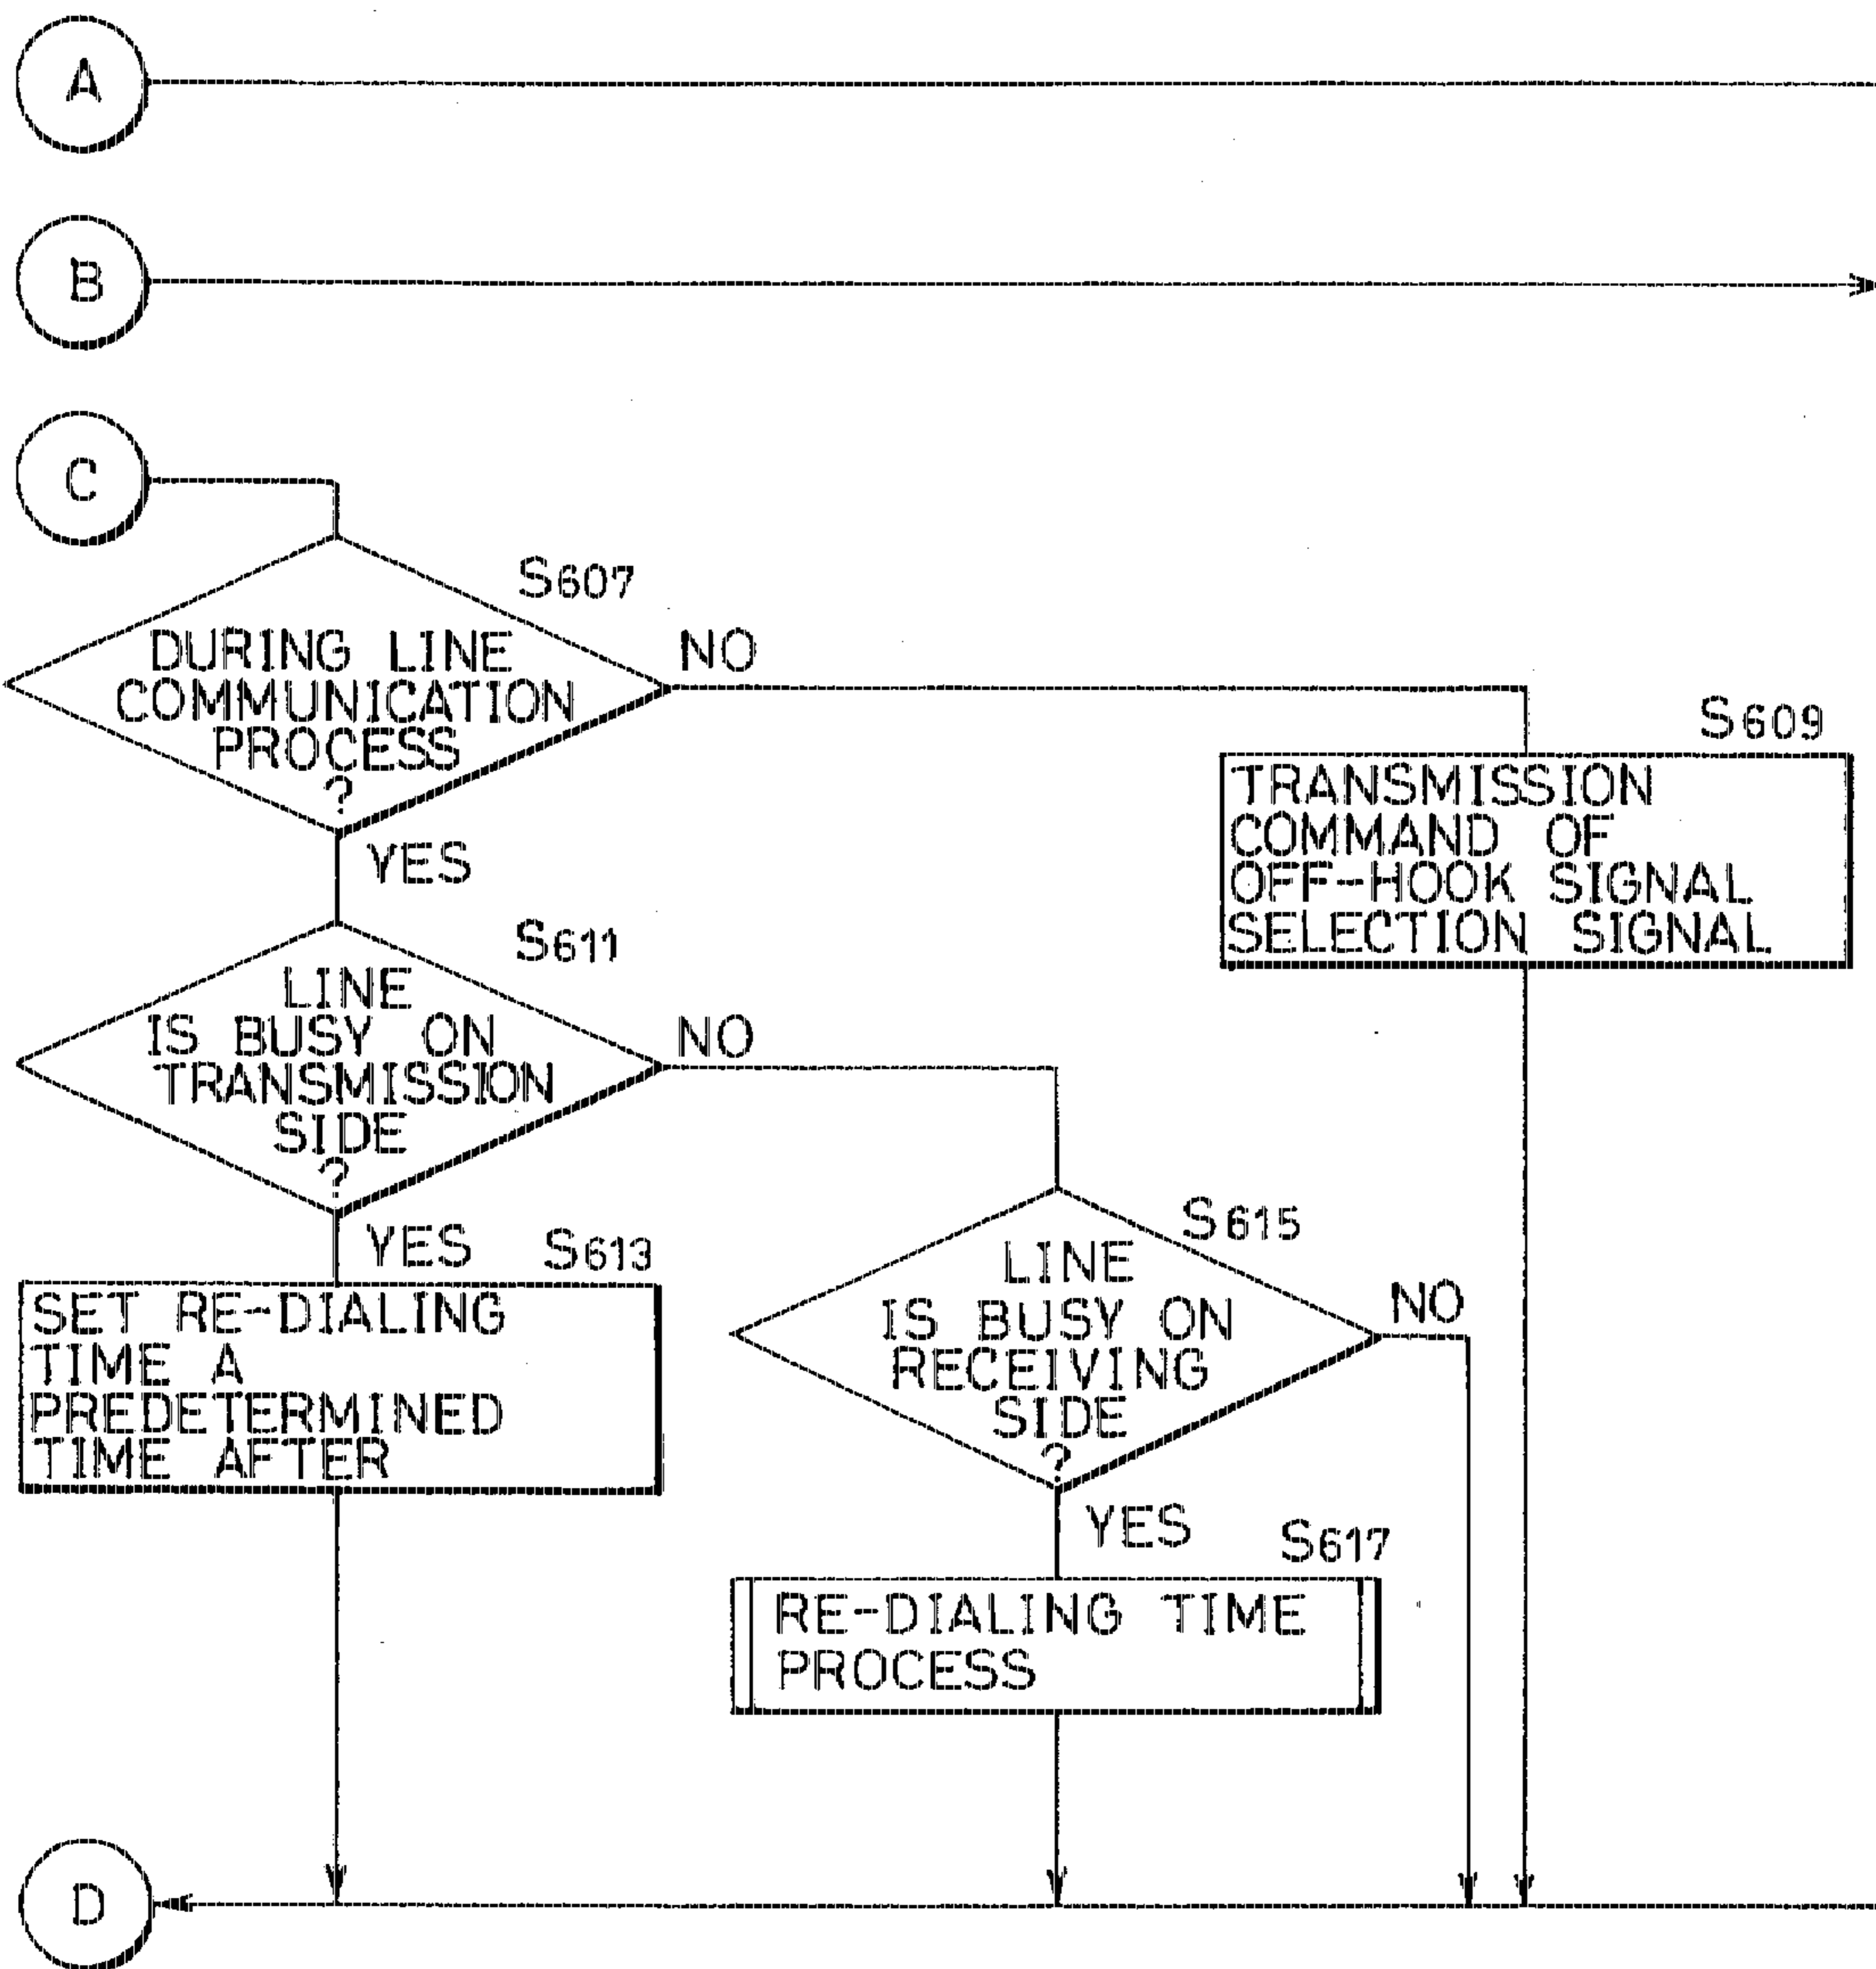 A
B
C
S607
DURING LINE
COMMUNICATION
PROCESS
?
NO
YES
S609
TRANSMISSION
COMMAND OF
OFF-HOOK SIGNAL
SELECTION SIGNAL
S611
LINE
IS BUSY ON
TRANSMISSION
SIDE
?
NO
YES
S613
SET RE-DIALING
TIME A
PREDETERMINED
TIME AFTER
S615
LINE
IS BUSY ON
RECEIVING
SIDE
?
NO
YES
S617
RE-DIALING TIME
PROCESS
D